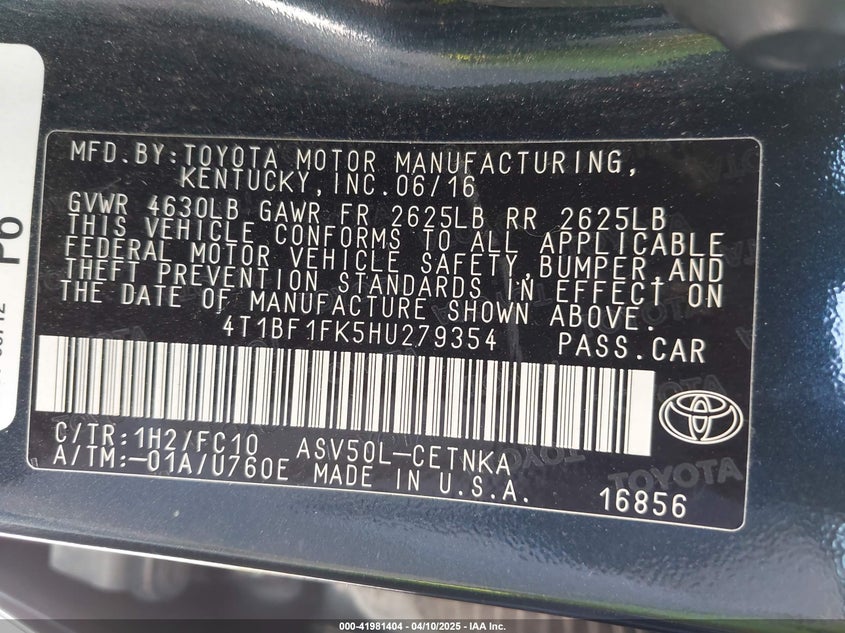 MFD.BY:TOYOTA MOTOR MANUFACTURING,
KENTUCKY,INC.06/16
GVWR 4630LB GAWR FR 2625LB RR 2625LB
THIS VEHICLE CONFORMS TO ALL APPLICABLE
FEDERAL MOTOR VEHICLE SAFETY,BUMPER,AND
THEFT PREVENTION STANDARDS IN EFFECT ON
THE DATE OF MANUFACTURE SHOWN ABOVE.
4T1BF1FK5HU279354 PASS.CAR
C/TR:1H2/FC10 ASV50L-CETNKA
A/TM:-01A/U760E MADE IN U.S.A.
16856
TOYOTA
000-41981404 - 04/10/2025 - IAA Inc.